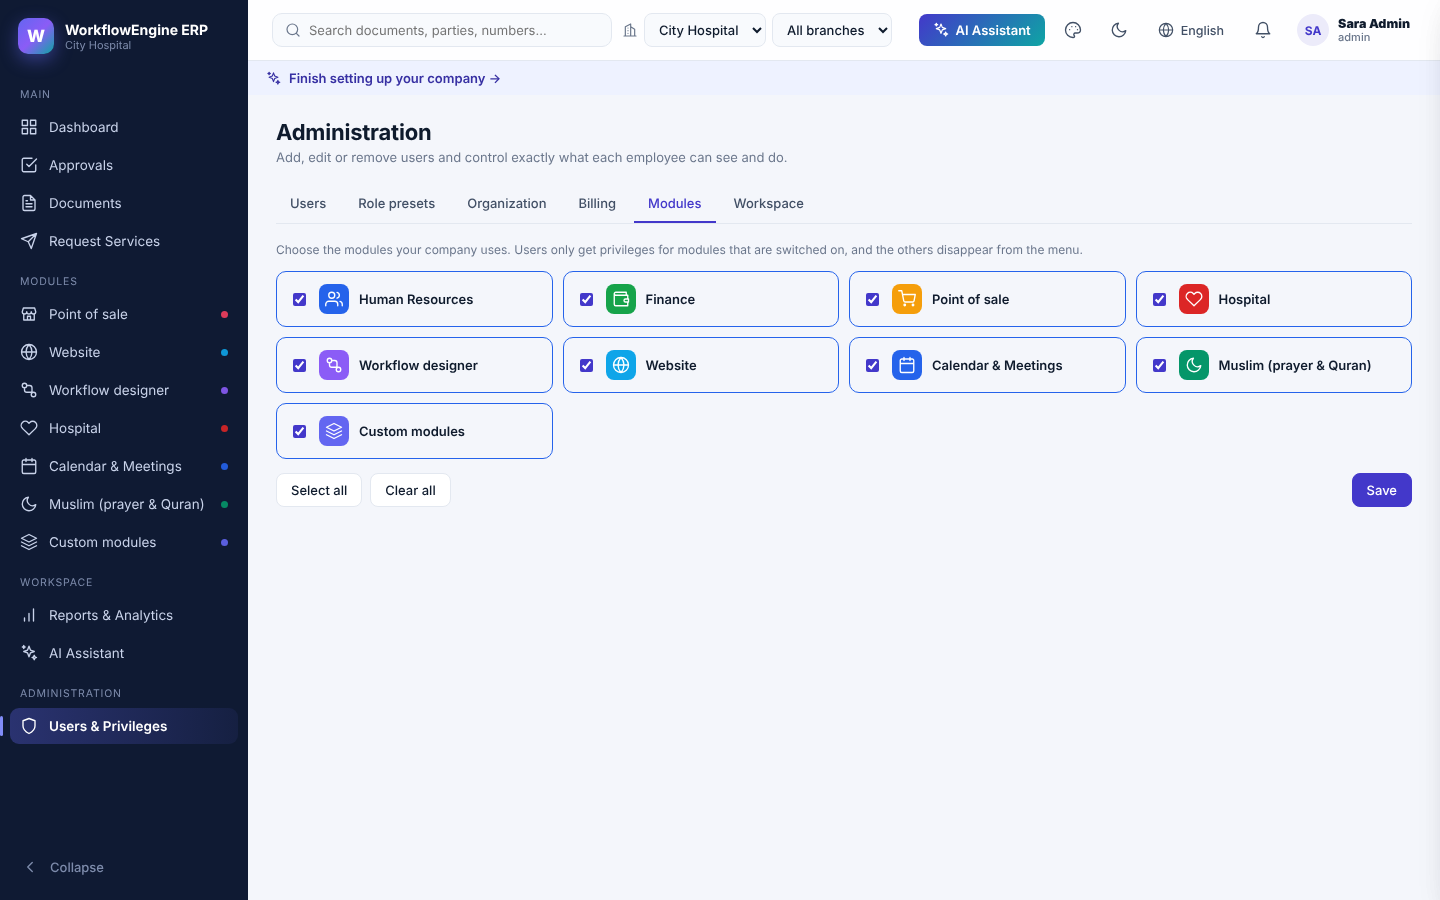 W
WorkflowEngine ERP
City Hospital
MAIN
Dashboard
Approvals
Documents
Request Services
MODULES
Point of sale
Website
Workflow designer
Hospital
Calendar & Meetings
Muslim (prayer & Quran)
Custom modules
WORKSPACE
Reports & Analytics
AI Assistant
ADMINISTRATION
Users & Privileges
Collapse
Search documents, parties, numbers...
City Hospital
All branches
AI Assistant
English
SA
Sara Admin
admin
Finish setting up your company →
Administration
Add, edit or remove users and control exactly what each employee can see and do.
Users Role presets Organization Billing Modules Workspace
Choose the modules your company uses. Users only get privileges for modules that are switched on, and the others disappear from the menu.
Human Resources Finance Point of sale Hospital
Workflow designer Website Calendar & Meetings Muslim (prayer & Quran)
Custom modules
Select all Clear all Save